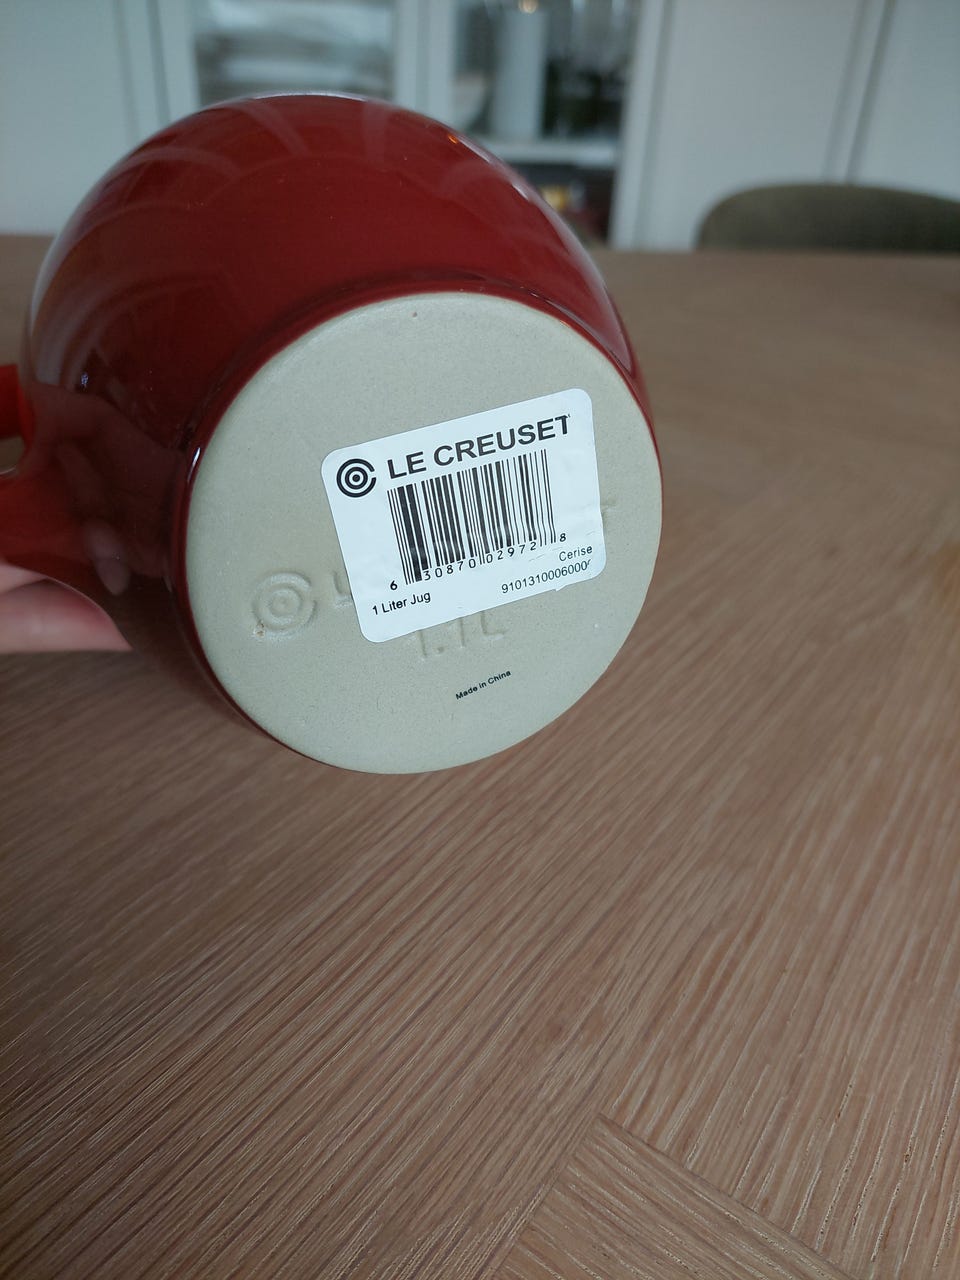 LE CREUSET
6 30870 02972 8
Cerise
1 Liter Jug
Made in China